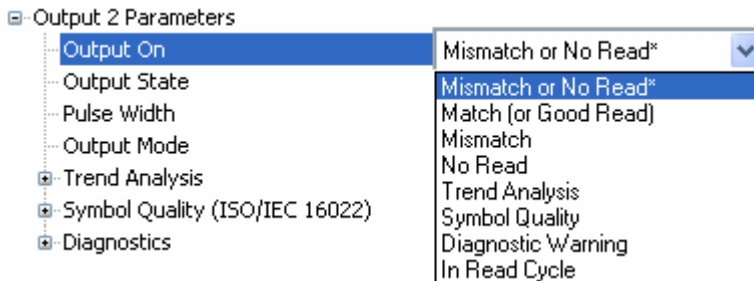 Output 2 Parameters
Output On
Mismatch or No Read*
Output State
Pulse Width
Output Mode
Trend Analysis
Symbol Quality (ISO/IEC 16022)
Diagnostics
Mismatch or No Read*
Match (or Good Read)
Mismatch
No Read
Trend Analysis
Symbol Quality
Diagnostic Warning
In Read Cycle